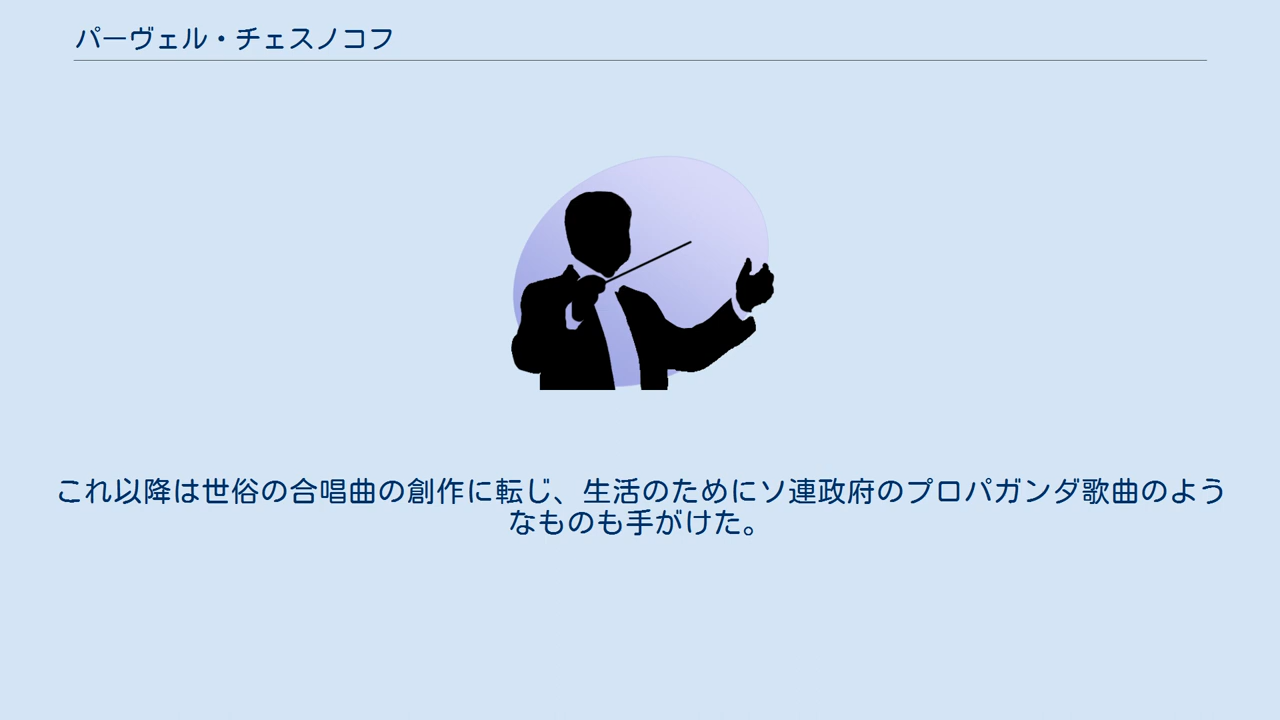 パーヴェル・チェスノコフ
これ以降は世俗の合唱曲の創作に転じ、生活のためにソ連政府のプロパガンダ歌曲のよう
なものも手がけた。